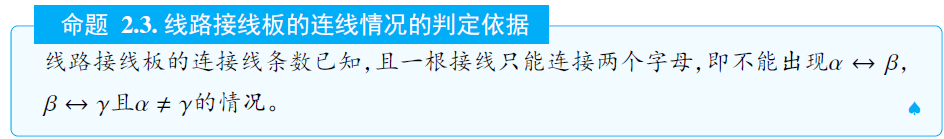 命题 2.3. 线路接线板的连线情况的判定依据
线路接线板的连接线条数已知,且一根接线只能连接两个字母,即不能出现α ↔ β,
β ↔ γ且α ≠ γ的情况。